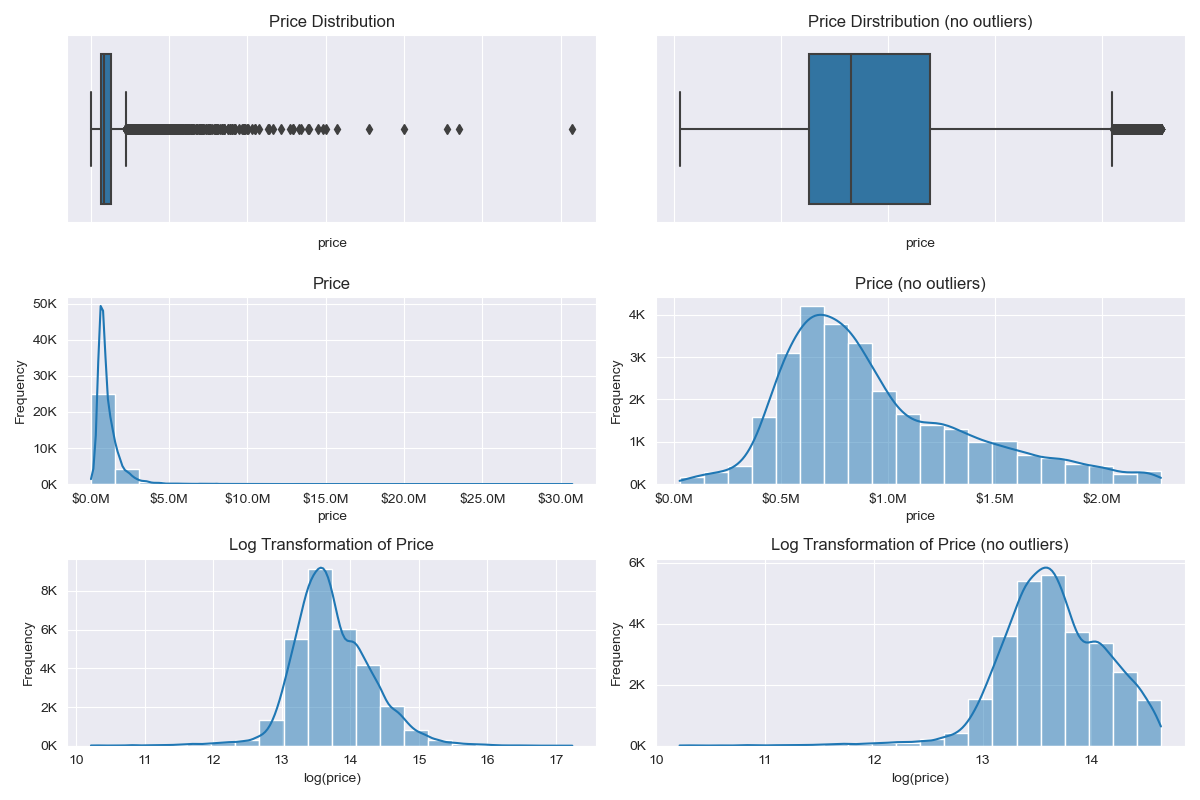 Price Distribution
Price Dirstribution (no outliers)
price
price
Price
Price (no outliers)
Frequency
50K
40K
30K
20K
10K
0K
$0.0M $5.0M $10.0M $15.0M $20.0M $25.0M $30.0M
price
Frequency
4K
3K
2K
1K
0K
$0.0M $0.5M $1.0M $1.5M $2.0M
price
Log Transformation of Price
Log Transformation of Price (no outliers)
Frequency
8K
6K
4K
2K
0K
10 11 12 13 14 15 16 17
log(price)
Frequency
6K
4K
2K
0K
10 11 12 13 14
log(price)